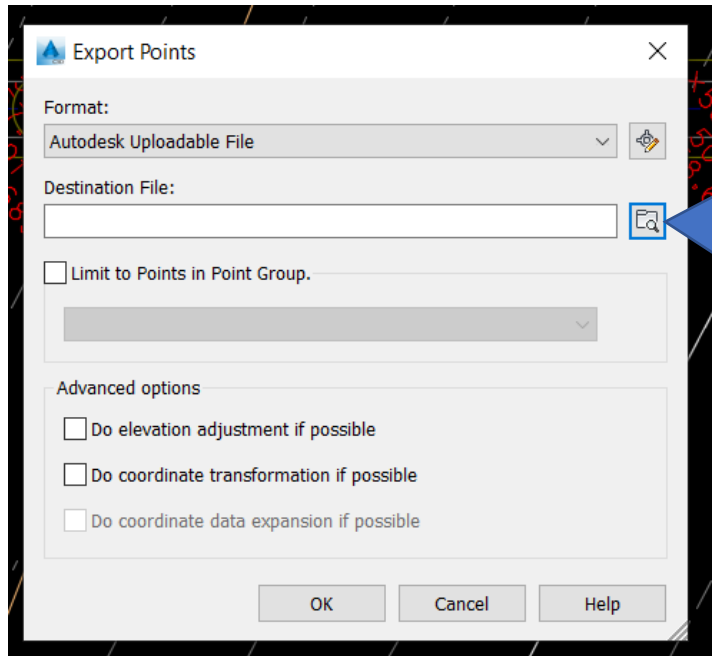 Export Points
Format:
Autodesk Uploadable File
Destination File:
Limit to Points in Point Group.
Advanced options
Do elevation adjustment if possible
Do coordinate transformation if possible
Do coordinate data expansion if possible
OK Cancel Help